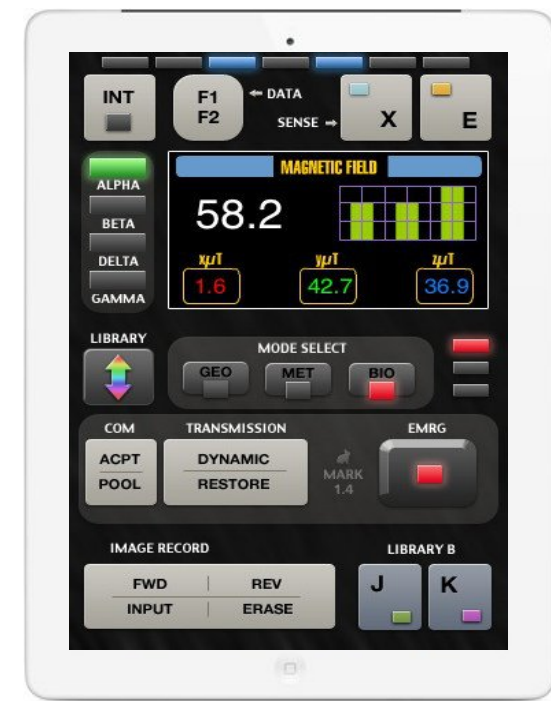 INT
F1
F2
← DATA
SENSE →
X
E
MAGNETIC FIELD
58.2
xµT
yµT
zµT
1.6
42.7
36.9
ALPHA
BETA
DELTA
GAMMA
LIBRARY
MODE SELECT
GEO
MET
BIO
COM
TRANSMISSION
EMRG
ACPT
POOL
DYNAMIC
RESTORE
MARK
1.4
IMAGE RECORD
LIBRARY B
FWD | REV
INPUT | ERASE
J
K